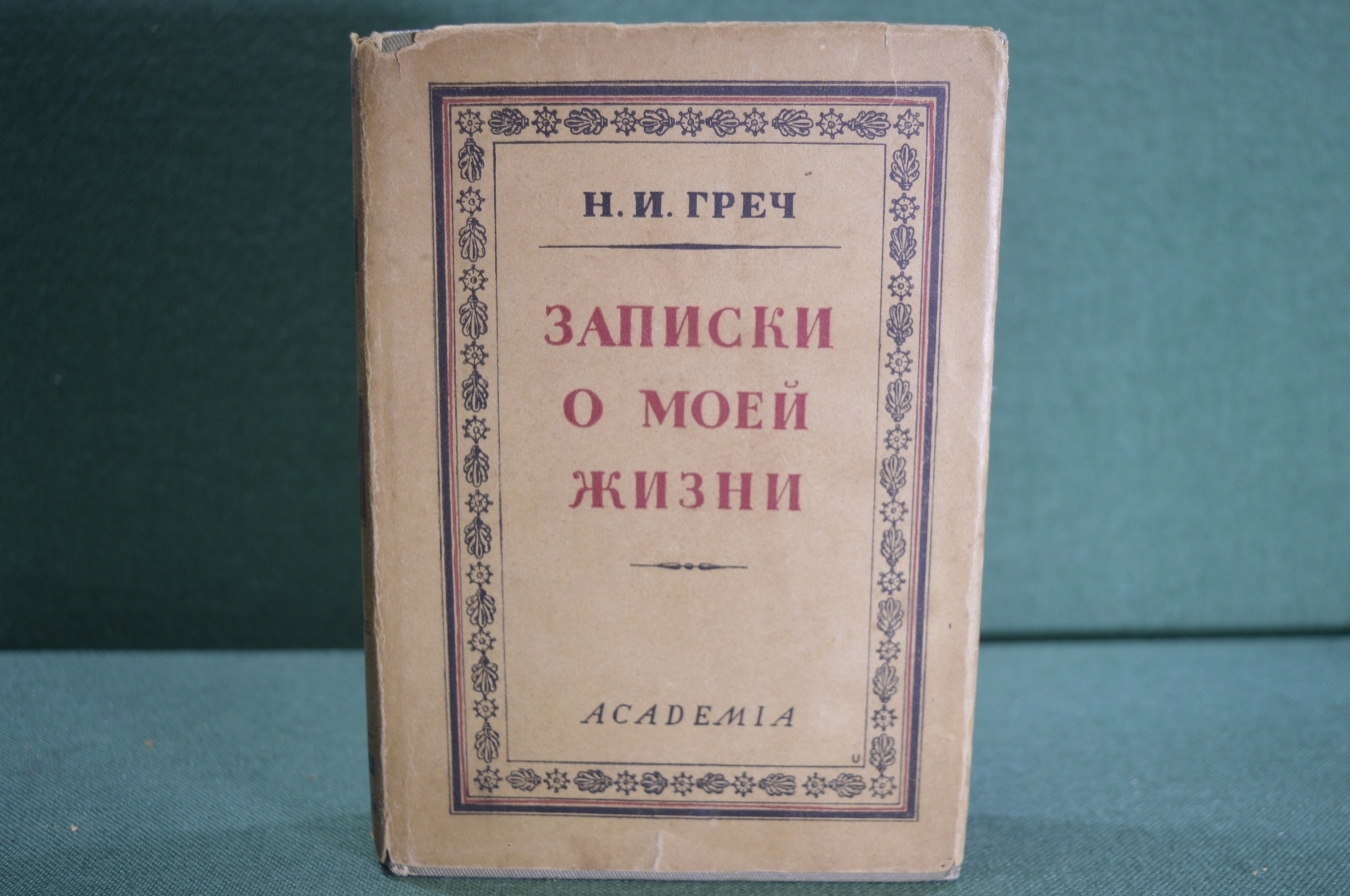 Н. И. ГРЕЧ
ЗАПИСКИ
О МОЕЙ
ЖИЗНИ
ACADEMIA